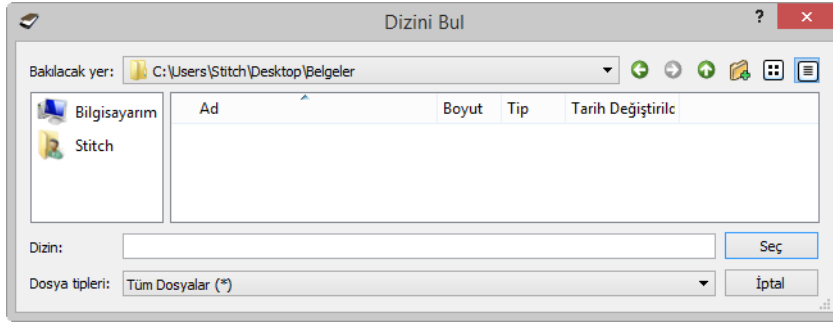 Dizini Bul
?
×
Bakılacak yer: C:\Users\Stitch\Desktop\Belgeler
Bilgisayarım
Stitch
Ad Boyut Tip Tarih Değiştirilc
Dizin: Seç
Dosya tipleri: Tüm Dosyalar (*) İptal